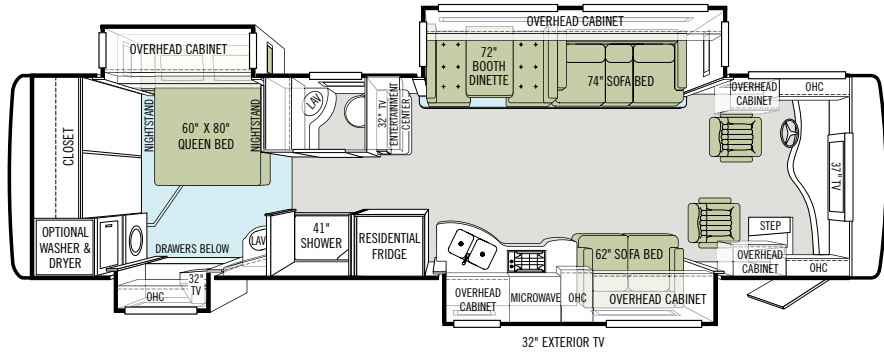 OVERHEAD CABINET
OVERHEAD CABINET
72"
BOOTH
DINETTE
74" SOFA BED
OVERHEAD
CABINET
OHC
LAV
32" TV
ENTERTAINMENT
CENTER
NIGHTSTAND
60" X 80"
QUEEN BED
NIGHTSTAND
CLOSET
37" TV
OPTIONAL
WASHER &
DRYER
DRAWERS BELOW
LAV
41"
SHOWER
RESIDENTIAL
FRIDGE
62" SOFA BED
STEP
OVERHEAD
CABINET
OHC
32"
TV
OHC
OVERHEAD
CABINET
MICROWAVE
OHC
OVERHEAD CABINET
32" EXTERIOR TV